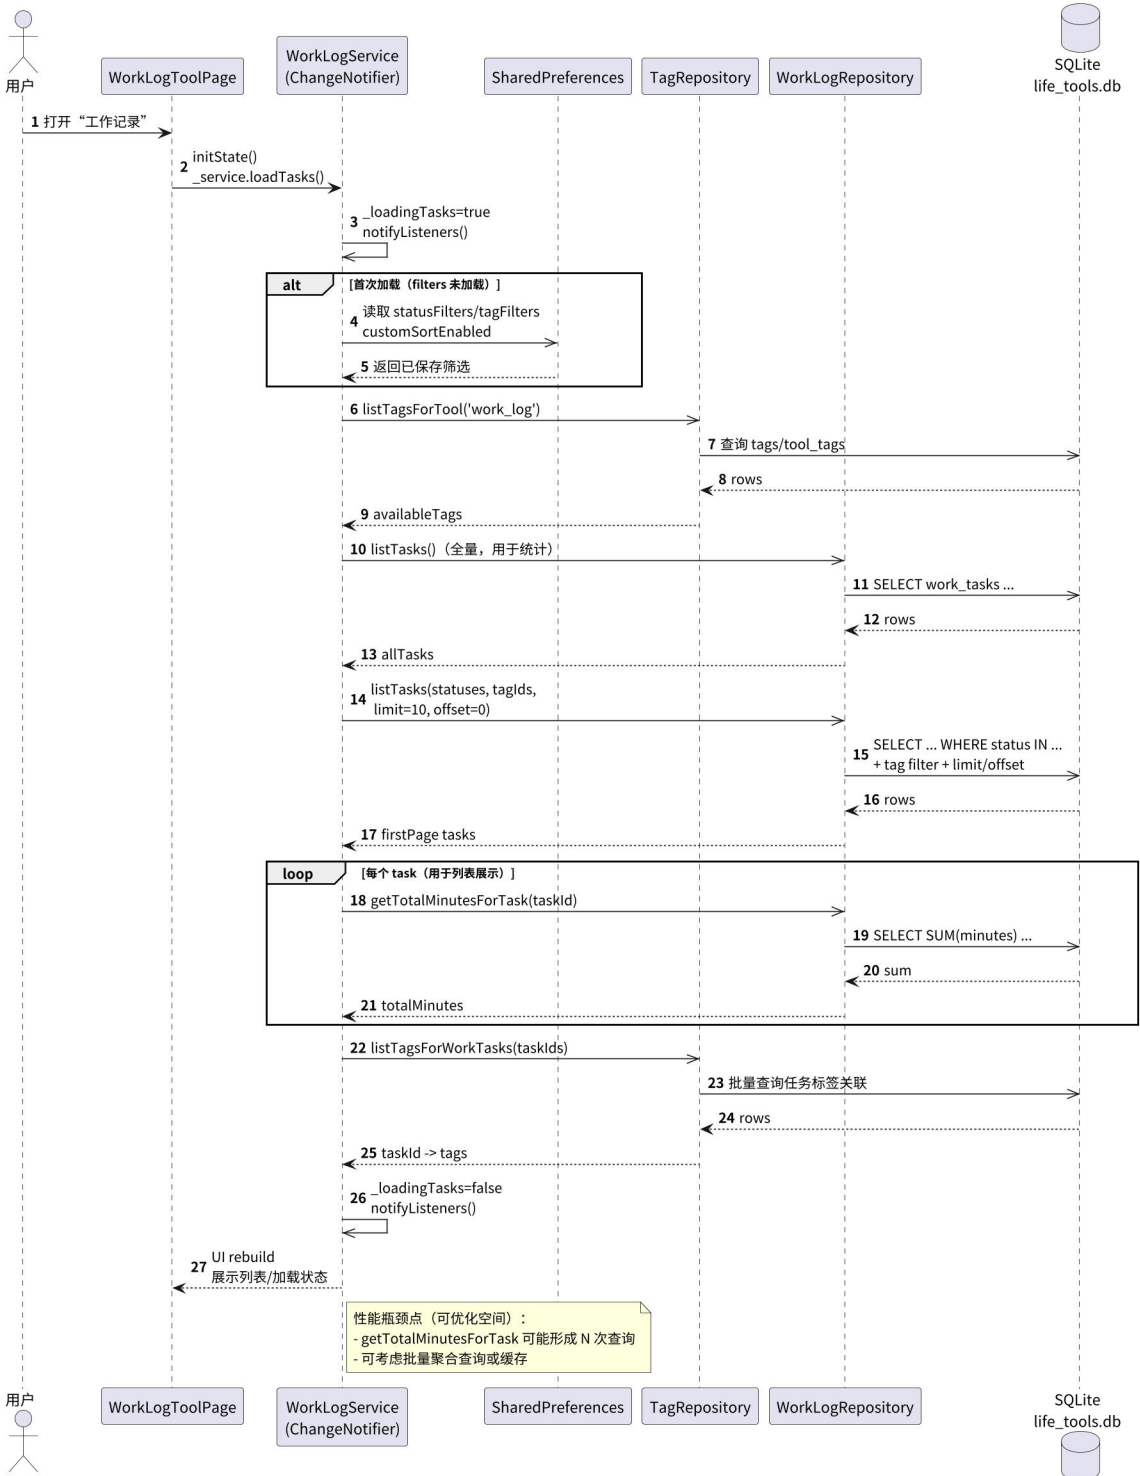 用户
WorkLogToolPage
WorkLogService
(ChangeNotifier)
SharedPreferences
TagRepository
WorkLogRepository
SQLite
life_tools.db
1 打开“工作记录”
2 initState()
_service.loadTasks()
3 _loadingTasks=true
notifyListeners()
alt [首次加载（filters 未加载）]
4 读取 statusFilters/tagFilters
customSortEnabled
5 返回已保存筛选
6 listTagsForTool('work_log')
7 查询 tags/tool_tags
8 rows
9 availableTags
10 listTasks()（全量，用于统计）
11 SELECT work_tasks ...
12 rows
13 allTasks
14 listTasks(statuses, tagIds,
limit=10, offset=0)
15 SELECT ... WHERE status IN ...
+ tag filter + limit/offset
16 rows
17 firstPage tasks
loop [每个 task（用于列表展示）]
18 getTotalMinutesForTask(taskId)
19 SELECT SUM(minutes) ...
20 sum
21 totalMinutes
22 listTagsForWorkTasks(taskIds)
23 批量查询任务标签关联
24 rows
25 taskId -> tags
26 _loadingTasks=false
notifyListeners()
27 UI rebuild
展示列表/加载状态
性能瓶颈点（可优化空间）：
- getTotalMinutesForTask 可能形成 N 次查询
- 可考虑批量聚合查询或缓存
用户
WorkLogToolPage
WorkLogService
(ChangeNotifier)
SharedPreferences
TagRepository
WorkLogRepository
SQLite
life_tools.db